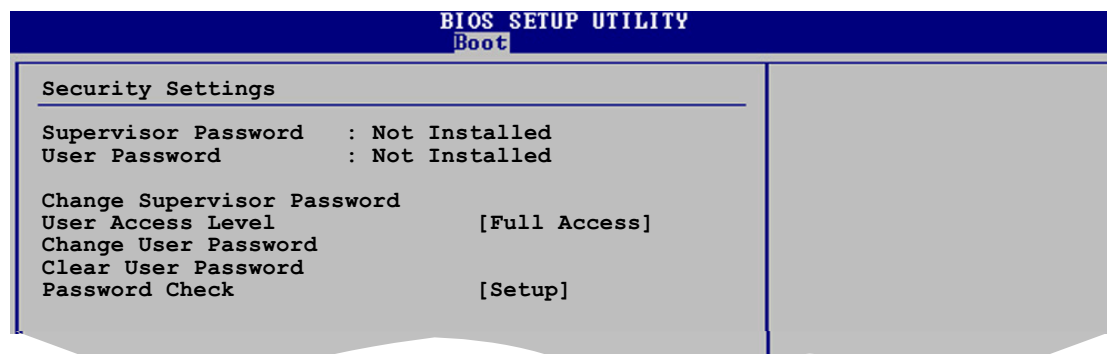 BIOS SETUP UTILITY
Boot
Security Settings
Supervisor Password : Not Installed
User Password : Not Installed
Change Supervisor Password
User Access Level [Full Access]
Change User Password
Clear User Password
Password Check [Setup]